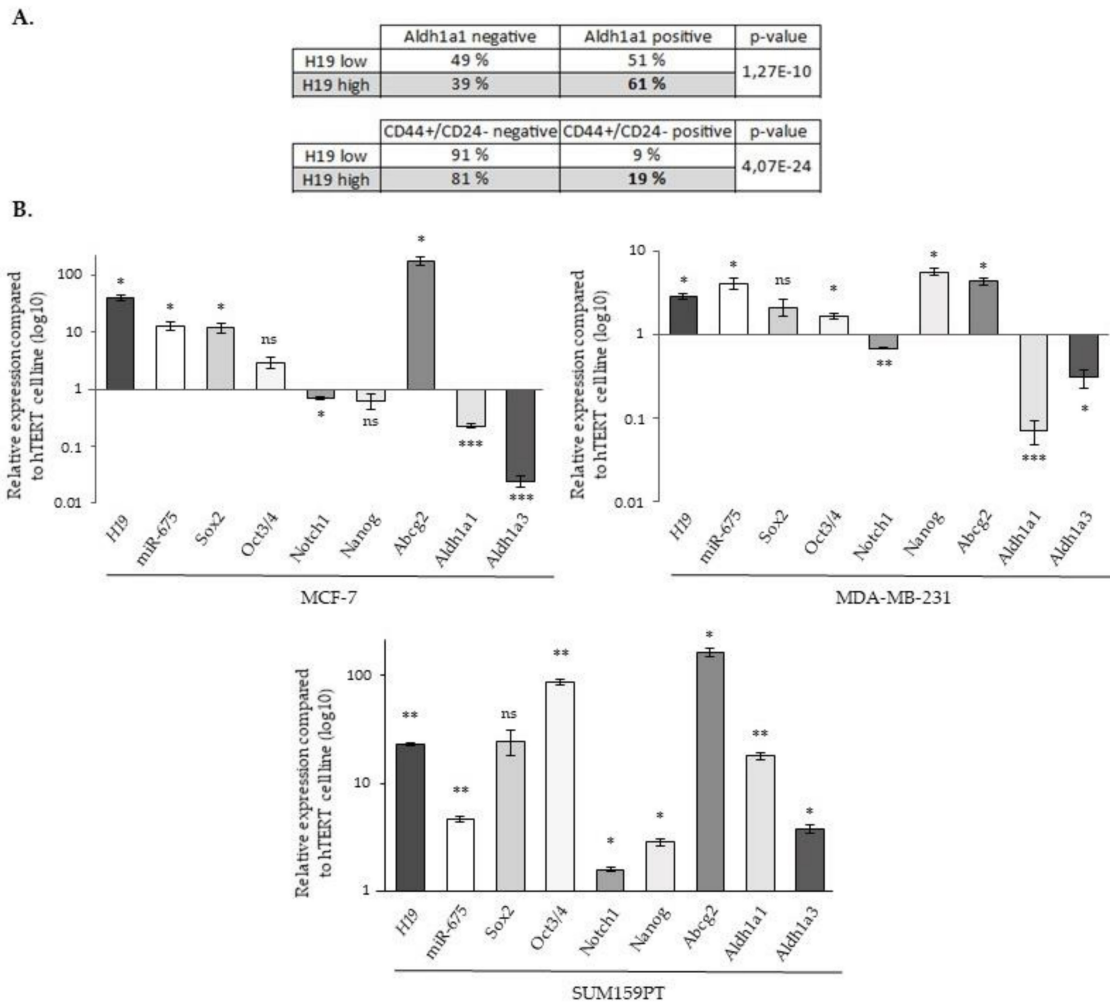 A.
Aldh1a1 negative Aldh1a1 positive p-value
H19 low 49 % 51 % 1,27E-10
H19 high 39 % 61 %
CD44+/CD24- negative CD44+/CD24- positive p-value
H19 low 91 % 9 % 4,07E-24
H19 high 81 % 19 %
B.
Relative expression compared
to hTERT cell line (log10)
100
10
1
0.1
0.01
* * * ns * ns * *** ***
H19 miR-675 Sox2 Oct3/4 Notch1 Nanog Abcg2 Aldh1a1 Aldh1a3
MCF-7
Relative expression compared
to hTERT cell line (log10)
10
1
0.1
0.01
* * ns * ** * * *** *
H19 miR-675 Sox2 Oct3/4 Notch1 Nanog Abcg2 Aldh1a1 Aldh1a3
MDA-MB-231
Relative expression compared
to hTERT cell line (log10)
100
10
1
** ** ns ** * * * ** *
H19 miR-675 Sox2 Oct3/4 Notch1 Nanog Abcg2 Aldh1a1 Aldh1a3
SUM159PT